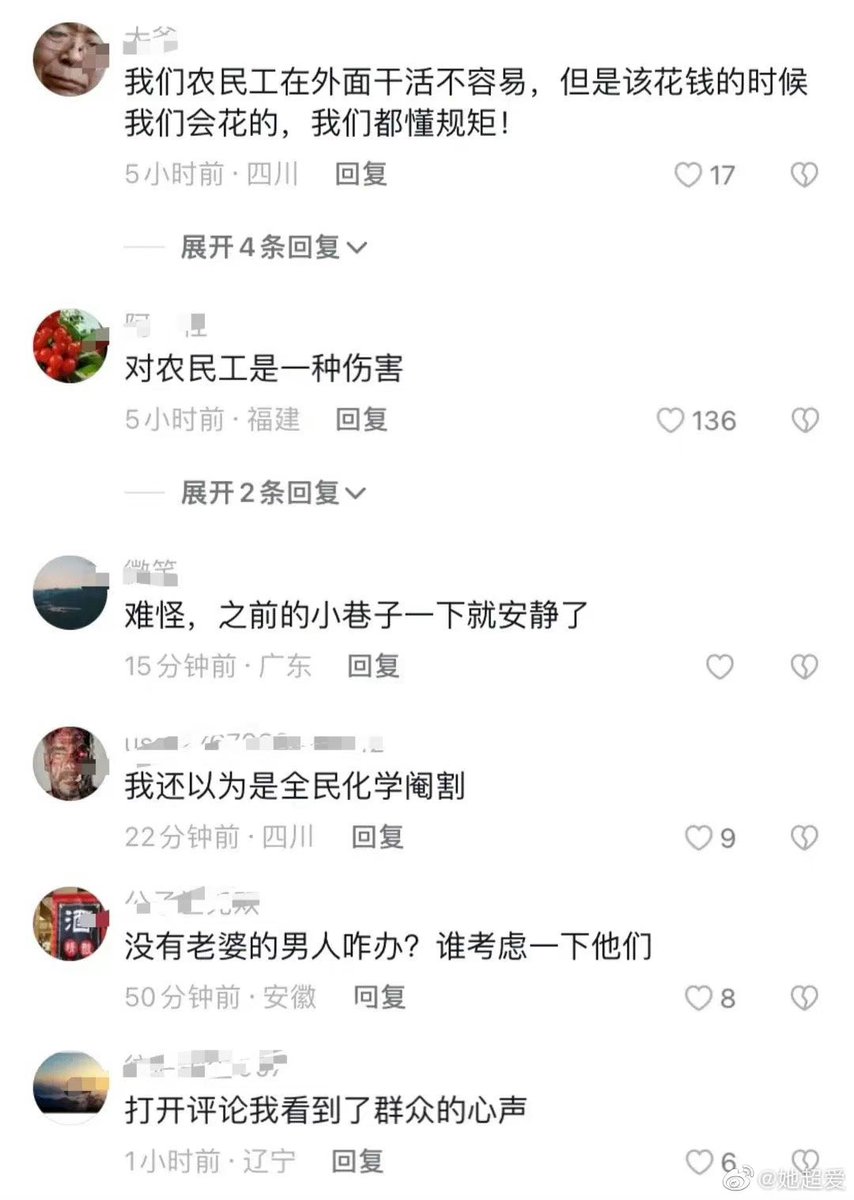 大爷
我们农民工在外面干活不容易，但是该花钱的时候
我们会花的，我们都懂规矩！
5小时前·四川 回复 17
展开4条回复
对农民工是一种伤害
5小时前·福建 回复 136
展开2条回复
微笑
难怪，之前的小巷子一下就安静了
15分钟前·广东 回复
我还以为是全民化学阉割
22分钟前·四川 回复 9
酒
没有老婆的男人咋办？谁考虑一下他们
50分钟前·安徽 回复 8
打开评论我看到了群众的心声
1小时前·辽宁 回复 6
@她超爱